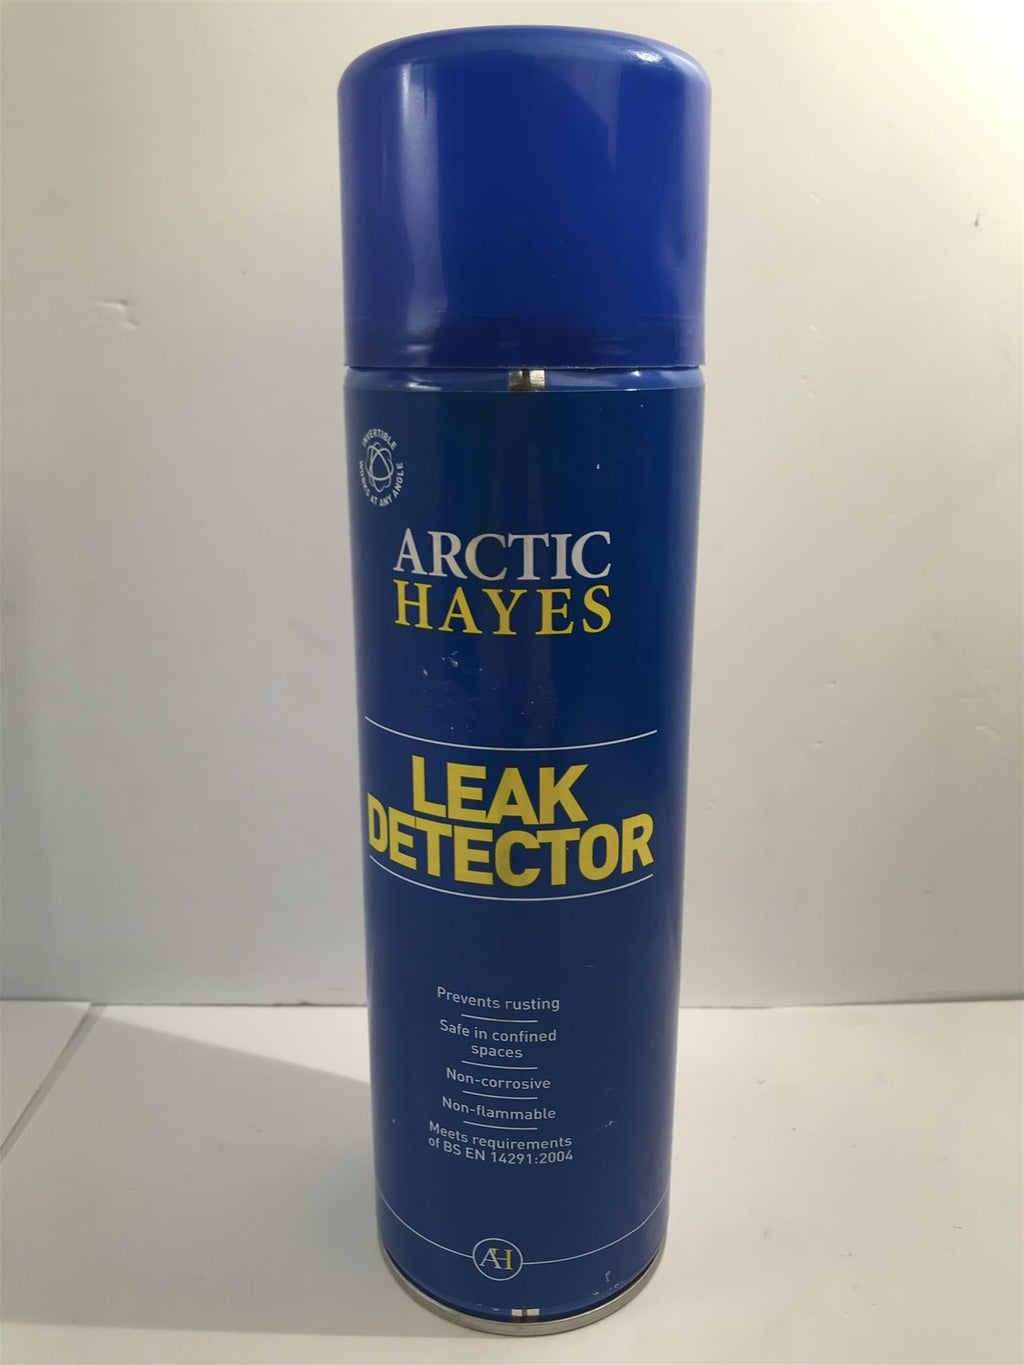 INVERTIBLE
WORKS AT ANY ANGLE
ARCTIC
HAYES
LEAK
DETECTOR
Prevents rusting
Safe in confined
spaces
Non-corrosive
Non-flammable
Meets requirements
of BS EN 14291:2004
AH